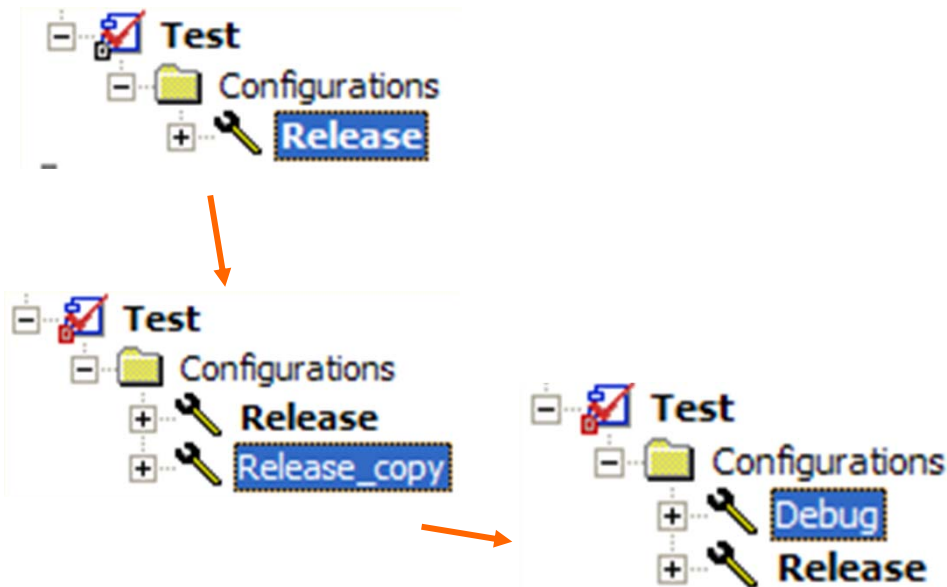 Test
Configurations
Release
Test
Configurations
Release
Release_copy
Test
Configurations
Debug
Release